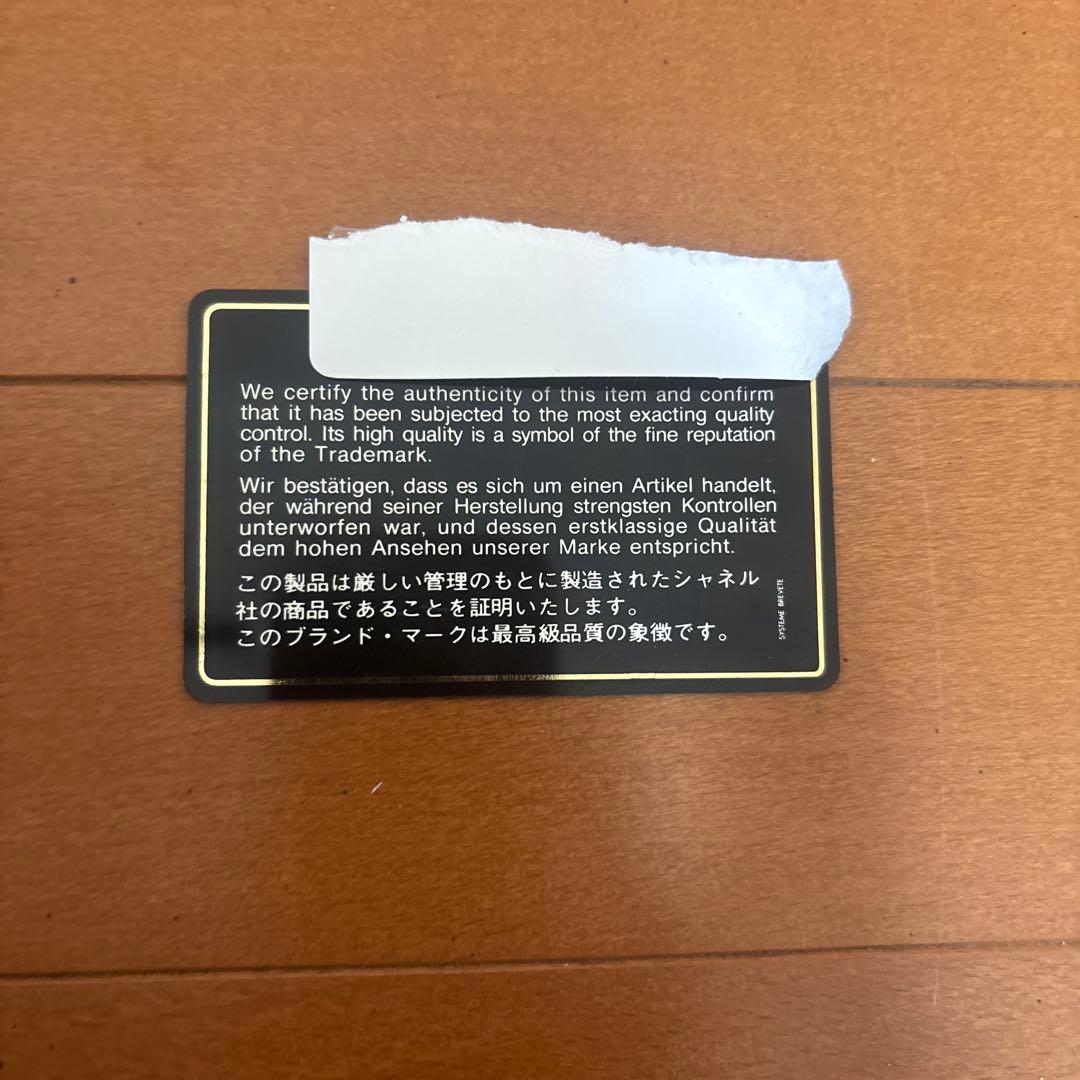 We certify the authenticity of this item and confirm
that it has been subjected to the most exacting quality
control. Its high quality is a symbol of the fine reputation
of the Trademark.
Wir bestätigen, dass es sich um einen Artikel handelt,
der während seiner Herstellung strengsten Kontrollen
unterworfen war, und dessen erstklassige Qualität
dem hohen Ansehen unserer Marke entspricht.
この製品は厳しい管理のもとに製造されたシャネル
社の商品であることを証明いたします。
このブランド・マークは最高級品質の象徴です。
SYSTEME BREVETE